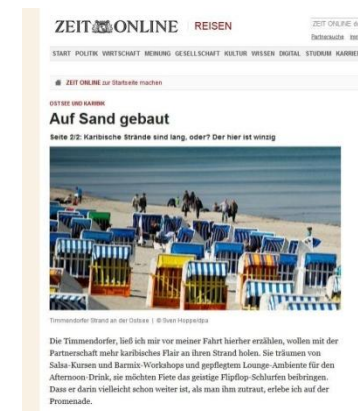 ZEIT ONLINE REISEN
ZEIT ONLINE
START POLITIK WIRTSCHAFT MEINUNG GESELLSCHAFT KULTUR WISSEN DIGITAL STUDIUM KARRIE
ZEIT ONLINE zur Startseite machen
OSTSEE UND KARIBIK
Auf Sand gebaut
Seite 2/2: Karibische Strände sind lang, oder? Der hier ist winzig
Timmendorfer Strand an der Ostsee | © Sven Hoppe/dpa
Die Timmendorfer, ließ ich mir vor meiner Fahrt hierher erzählen, wollen mit der
Partnerschaft mehr karibisches Flair an ihren Strand holen. Sie träumen von
Salsa-Kursen und Barmix-Workshops und gepflegtem Lounge-Ambiente für den
Afternoon-Drink, sie möchten Fiete das geistige Flipflop-Schlurfen beibringen.
Dass er darin vielleicht schon weiter ist, als man ihm zutraut, erlebe ich auf der
Promenade.